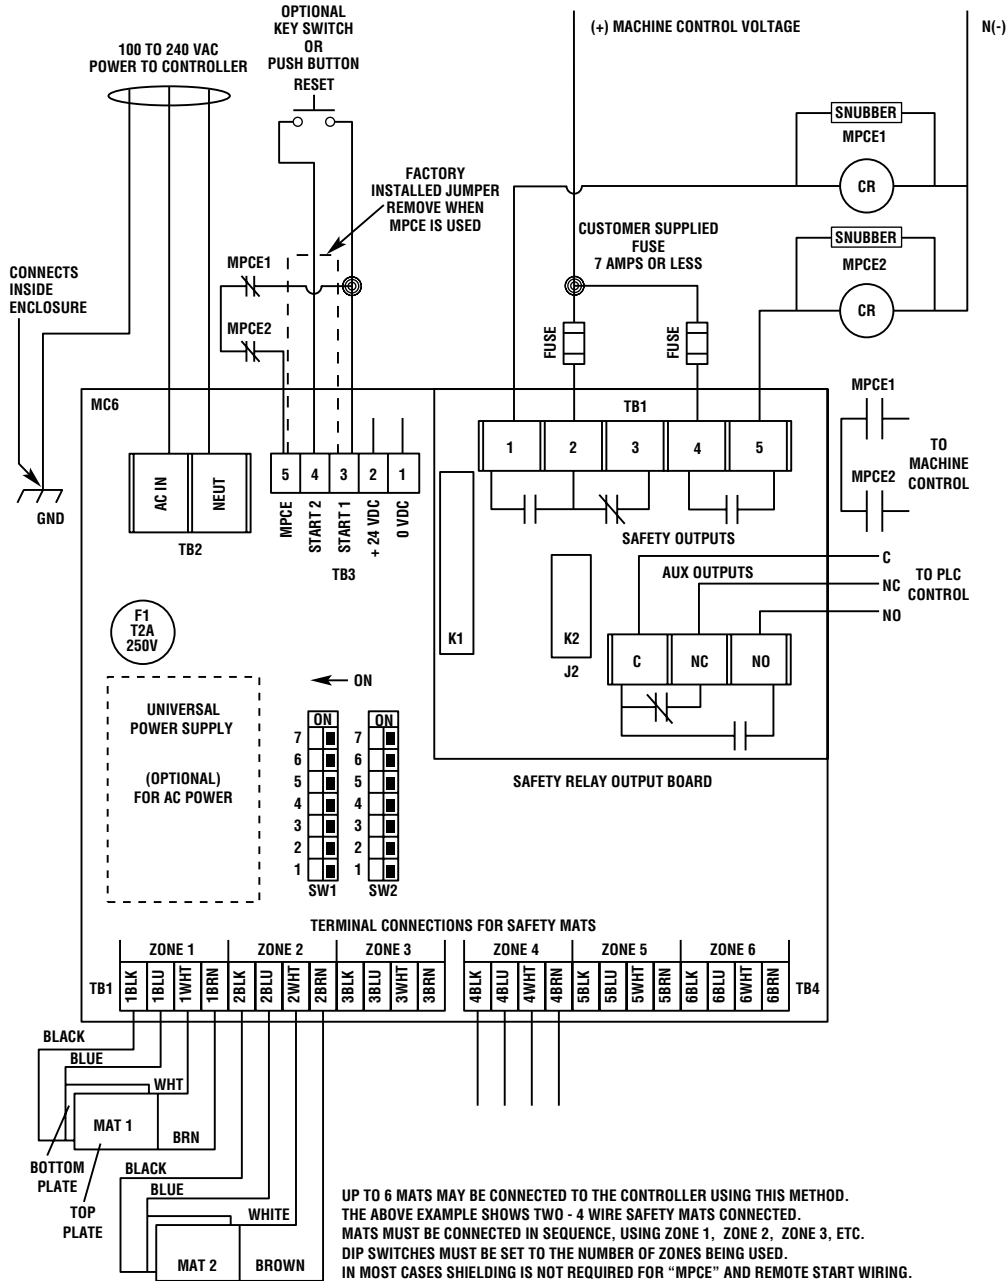 OPTIONAL
KEY SWITCH
OR
PUSH BUTTON
RESET
(+) MACHINE CONTROL VOLTAGE
N(-)
100 TO 240 VAC
POWER TO CONTROLLER
SNUBBER
MPCE1
CR
FACTORY
INSTALLED JUMPER
REMOVE WHEN
MPCE IS USED
CUSTOMER SUPPLIED
FUSE
7 AMPS OR LESS
SNUBBER
MPCE2
CR
CONNECTS
INSIDE
ENCLOSURE
MPCE1
MPCE2
FUSE
FUSE
MC6
TB1
1
2
3
4
5
MPCE1
MPCE2
TO
MACHINE
CONTROL
GND
AC IN
NEUT
TB2
5
4
3
2
1
MPCE
START 2
START 1
+ 24 VDC
0 VDC
TB3
SAFETY OUTPUTS
AUX OUTPUTS
C
NC
NO
TO PLC
CONTROL
F1
T2A
250V
K1
K2
J2
C
NC
NO
ON
UNIVERSAL
POWER SUPPLY
(OPTIONAL)
FOR AC POWER
ON
7
6
5
4
3
2
1
SW1
ON
7
6
5
4
3
2
1
SW2
SAFETY RELAY OUTPUT BOARD
TERMINAL CONNECTIONS FOR SAFETY MATS
ZONE 1
ZONE 2
ZONE 3
ZONE 4
ZONE 5
ZONE 6
TB1
1BLK
1BLU
1WHT
1BRN
2BLK
2BLU
2WHT
2BRN
3BLK
3BLU
3WHT
3BRN
4BLK
4BLU
4WHT
4BRN
5BLK
5BLU
5WHT
5BRN
6BLK
6BLU
6WHT
6BRN
TB4
BLACK
BLUE
WHT
MAT 1
BRN
BOTTOM
PLATE
TOP
PLATE
BLACK
BLUE
WHITE
MAT 2
BROWN
UP TO 6 MATS MAY BE CONNECTED TO THE CONTROLLER USING THIS METHOD.
THE ABOVE EXAMPLE SHOWS TWO - 4 WIRE SAFETY MATS CONNECTED.
MATS MUST BE CONNECTED IN SEQUENCE, USING ZONE 1, ZONE 2, ZONE 3, ETC.
DIP SWITCHES MUST BE SET TO THE NUMBER OF ZONES BEING USED.
IN MOST CASES SHIELDING IS NOT REQUIRED FOR “MPCE” AND REMOTE START WIRING.